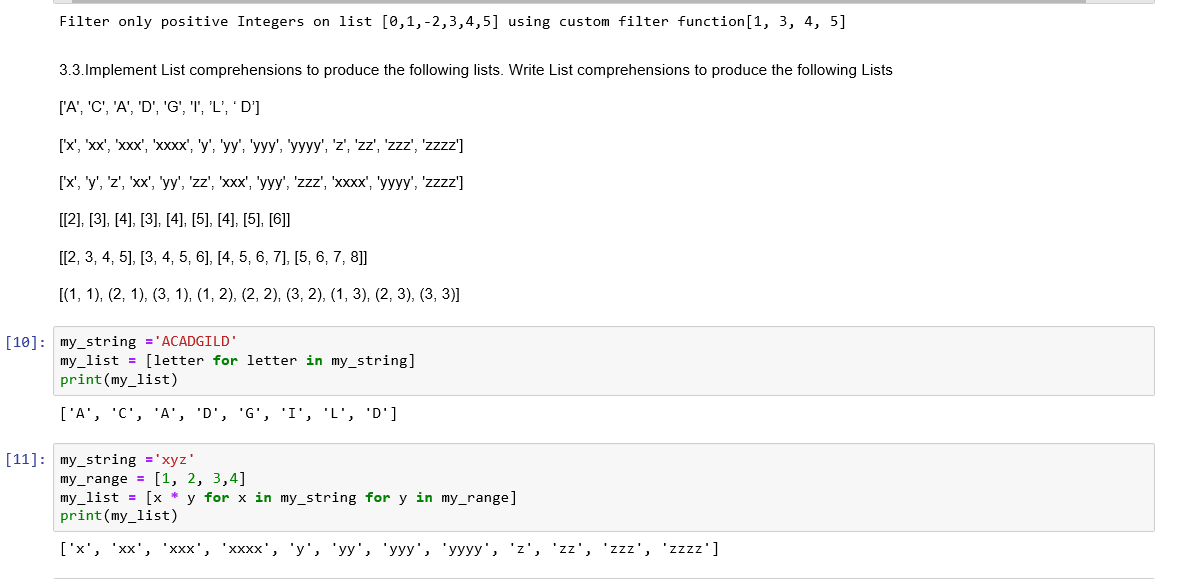 Filter only positive Integers on list [0,1,-2,3,4,5] using custom filter function[1, 3, 4, 5]
3.3.Implement List comprehensions to produce the following lists. Write List comprehensions to produce the following Lists
['A', 'C', 'A', 'D', 'G', 'I', ’L’, ‘ D’]
['x', 'xx', 'xxx', 'xxxx', 'y', 'yy', 'yyy', 'yyyy', 'z', 'zz', 'zzz', 'zzzz']
['x', 'y', 'z', 'xx', 'yy', 'zz', 'xxx', 'yyy', 'zzz', 'xxxx', 'yyyy', 'zzzz']
[[2], [3], [4], [3], [4], [5], [4], [5], [6]]
[[2, 3, 4, 5], [3, 4, 5, 6], [4, 5, 6, 7], [5, 6, 7, 8]]
[(1, 1), (2, 1), (3, 1), (1, 2), (2, 2), (3, 2), (1, 3), (2, 3), (3, 3)]
[10]: my_string ='ACADGILD'
my_list = [letter for letter in my_string]
print(my_list)
['A', 'C', 'A', 'D', 'G', 'I', 'L', 'D']
[11]: my_string ='xyz'
my_range = [1, 2, 3,4]
my_list = [x * y for x in my_string for y in my_range]
print(my_list)
['x', 'xx', 'xxx', 'xxxx', 'y', 'yy', 'yyy', 'yyyy', 'z', 'zz', 'zzz', 'zzzz']